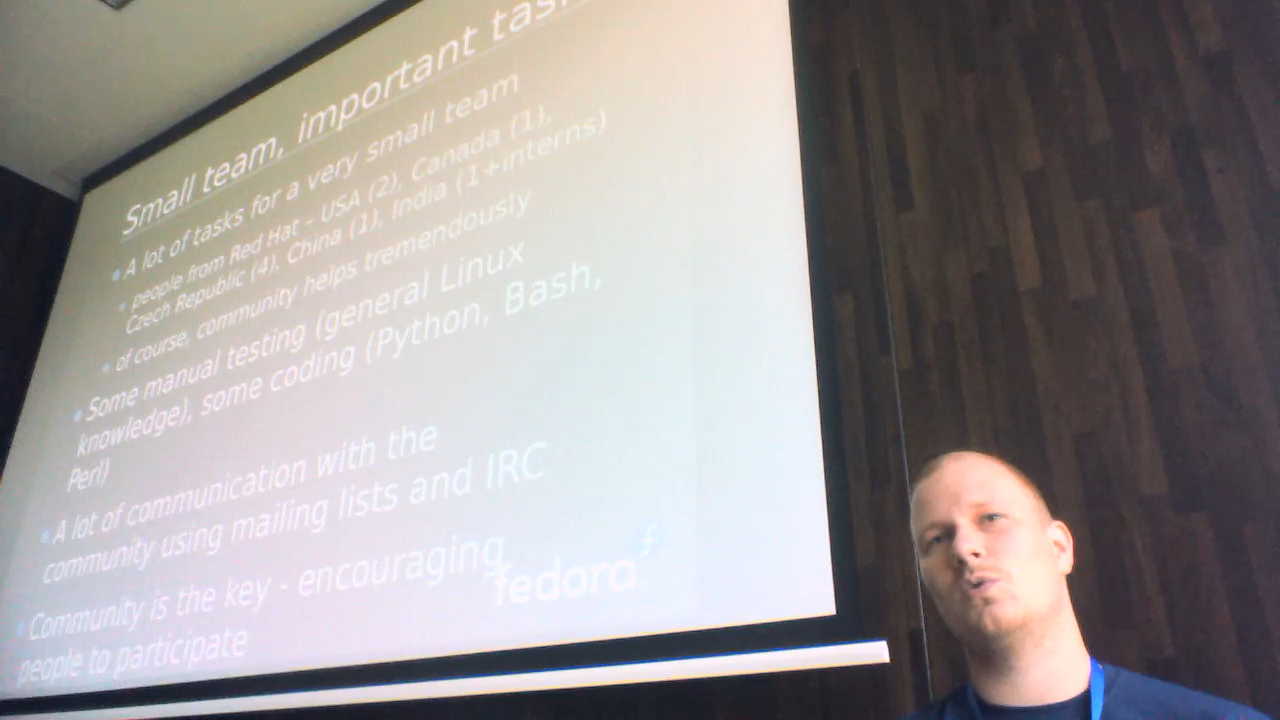 Small team, important tas
A lot of tasks for a very small team
people from Red Hat – USA (2), Canada (1),
Czech Republic (4), China (1), India (1+interns)
of course, community helps tremendously
Some manual testing (general Linux
knowledge), some coding (Python, Bash,
Perl)
A lot of communication with the
community using mailing lists and IRC
Community is the key - encouraging
people to participate
fedora